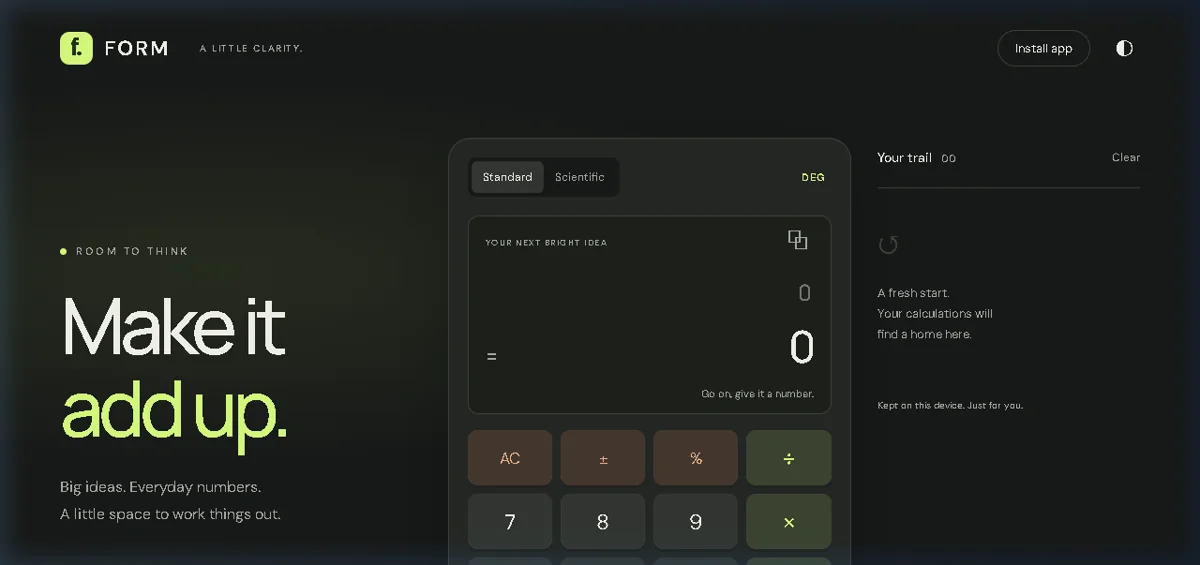 f. FORM A LITTLE CLARITY.
Install app
ROOM TO THINK
Make it
add up.
Big ideas. Everyday numbers.
A little space to work things out.
Standard Scientific DEG
YOUR NEXT BRIGHT IDEA
0
= 0
Go on, give it a number.
AC ± % ÷
7 8 9 ×
Your trail 00 Clear
A fresh start.
Your calculations will
find a home here.
Kept on this device. Just for you.